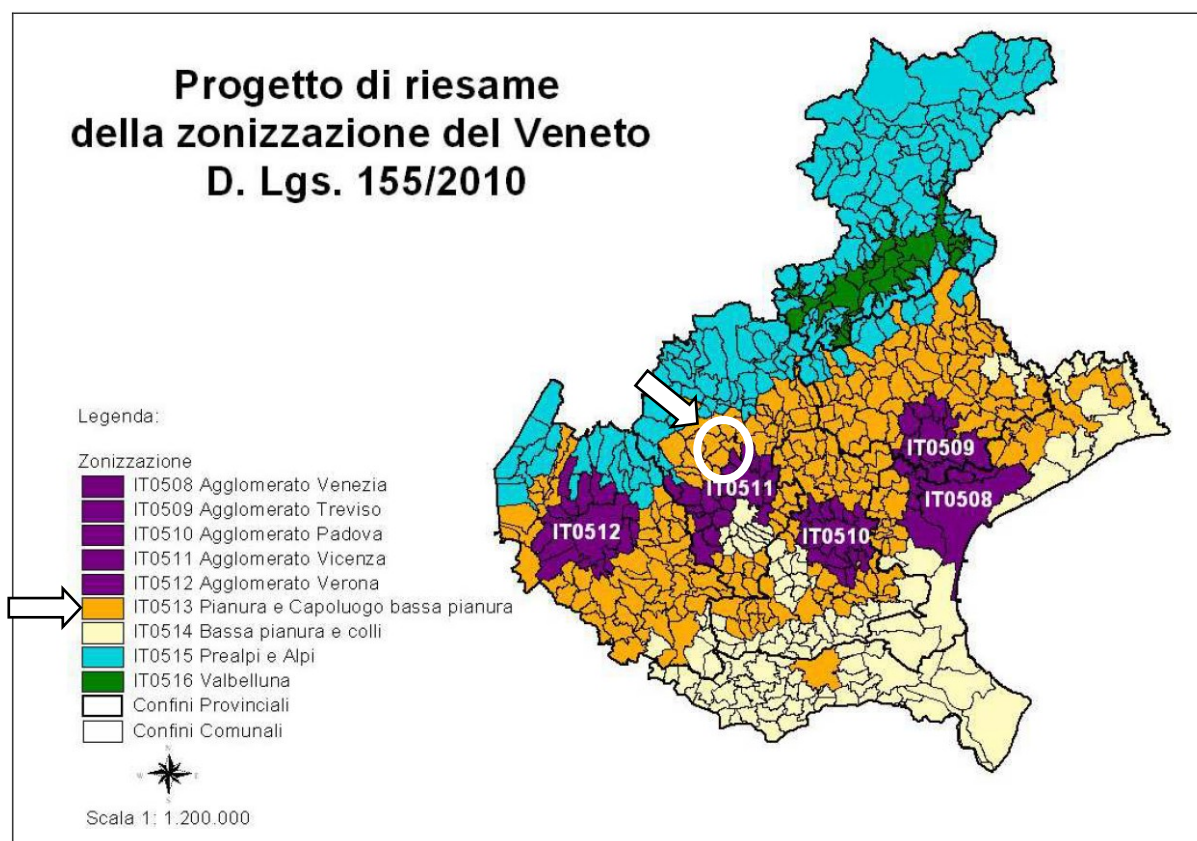 Progetto di riesame
della zonizzazione del Veneto
D. Lgs. 155/2010
Legenda:
Zonizzazione
IT0508 Agglomerato Venezia
IT0509 Agglomerato Treviso
IT0510 Agglomerato Padova
IT0511 Agglomerato Vicenza
IT0512 Agglomerato Verona
IT0513 Pianura e Capoluogo bassa pianura
IT0514 Bassa pianura e colli
IT0515 Prealpi e Alpi
IT0516 Valbelluna
Confini Provinciali
Confini Comunali
N
W
E
S
Scala 1: 1.200.000
IT0509
IT0511
IT0508
IT0512
IT0510